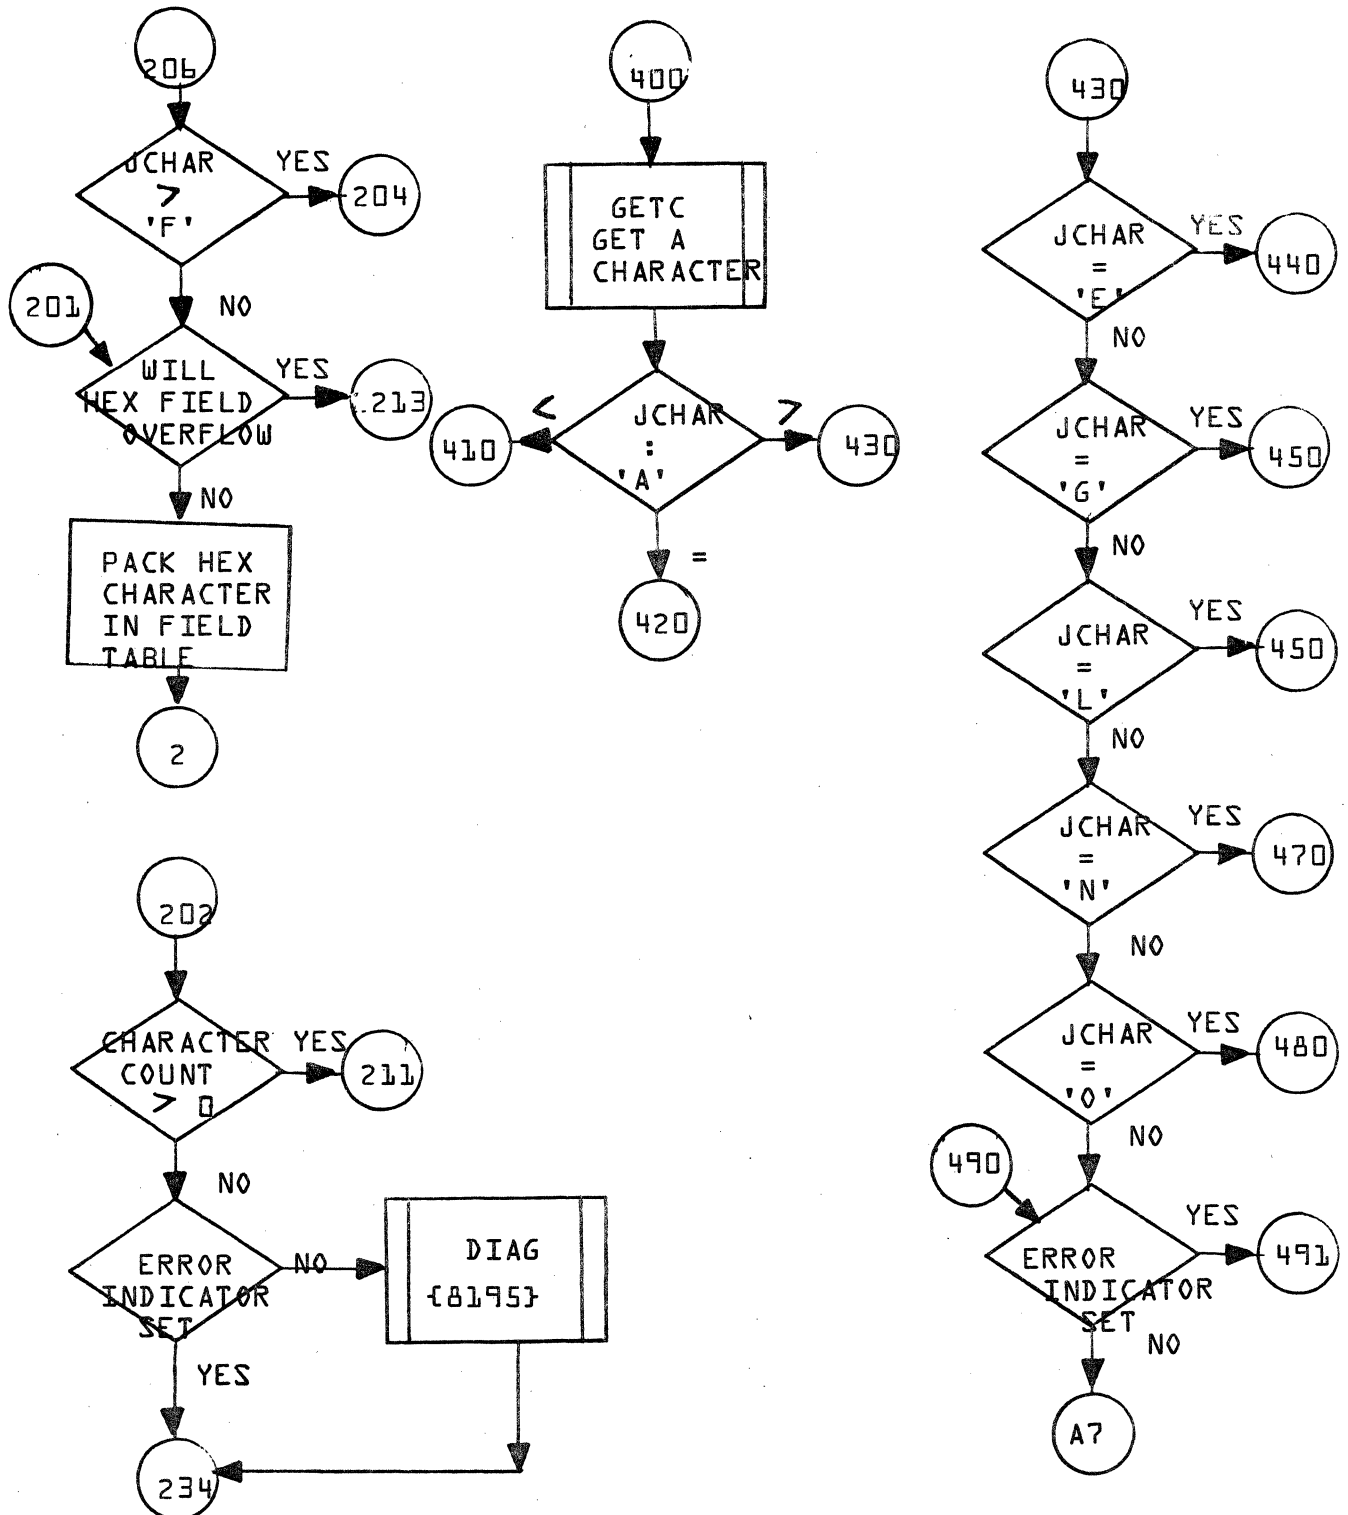 206
JCHAR
>
'F'
YES
204
NO
201
WILL
HEX FIELD
OVERFLOW
YES
213
NO
PACK HEX
CHARACTER
IN FIELD
TABLE
2
202
CHARACTER
COUNT
> 0
YES
211
NO
ERROR
INDICATOR
SET
NO
DIAG
{8195}
YES
234
400
GETC
GET A
CHARACTER
<
JCHAR
:
'A'
>
410
430
=
420
430
JCHAR
=
'E'
YES
440
NO
JCHAR
=
'G'
YES
450
NO
JCHAR
=
'L'
YES
450
NO
JCHAR
=
'N'
YES
470
NO
JCHAR
=
'O'
YES
480
NO
490
ERROR
INDICATOR
SET
YES
491
NO
A7